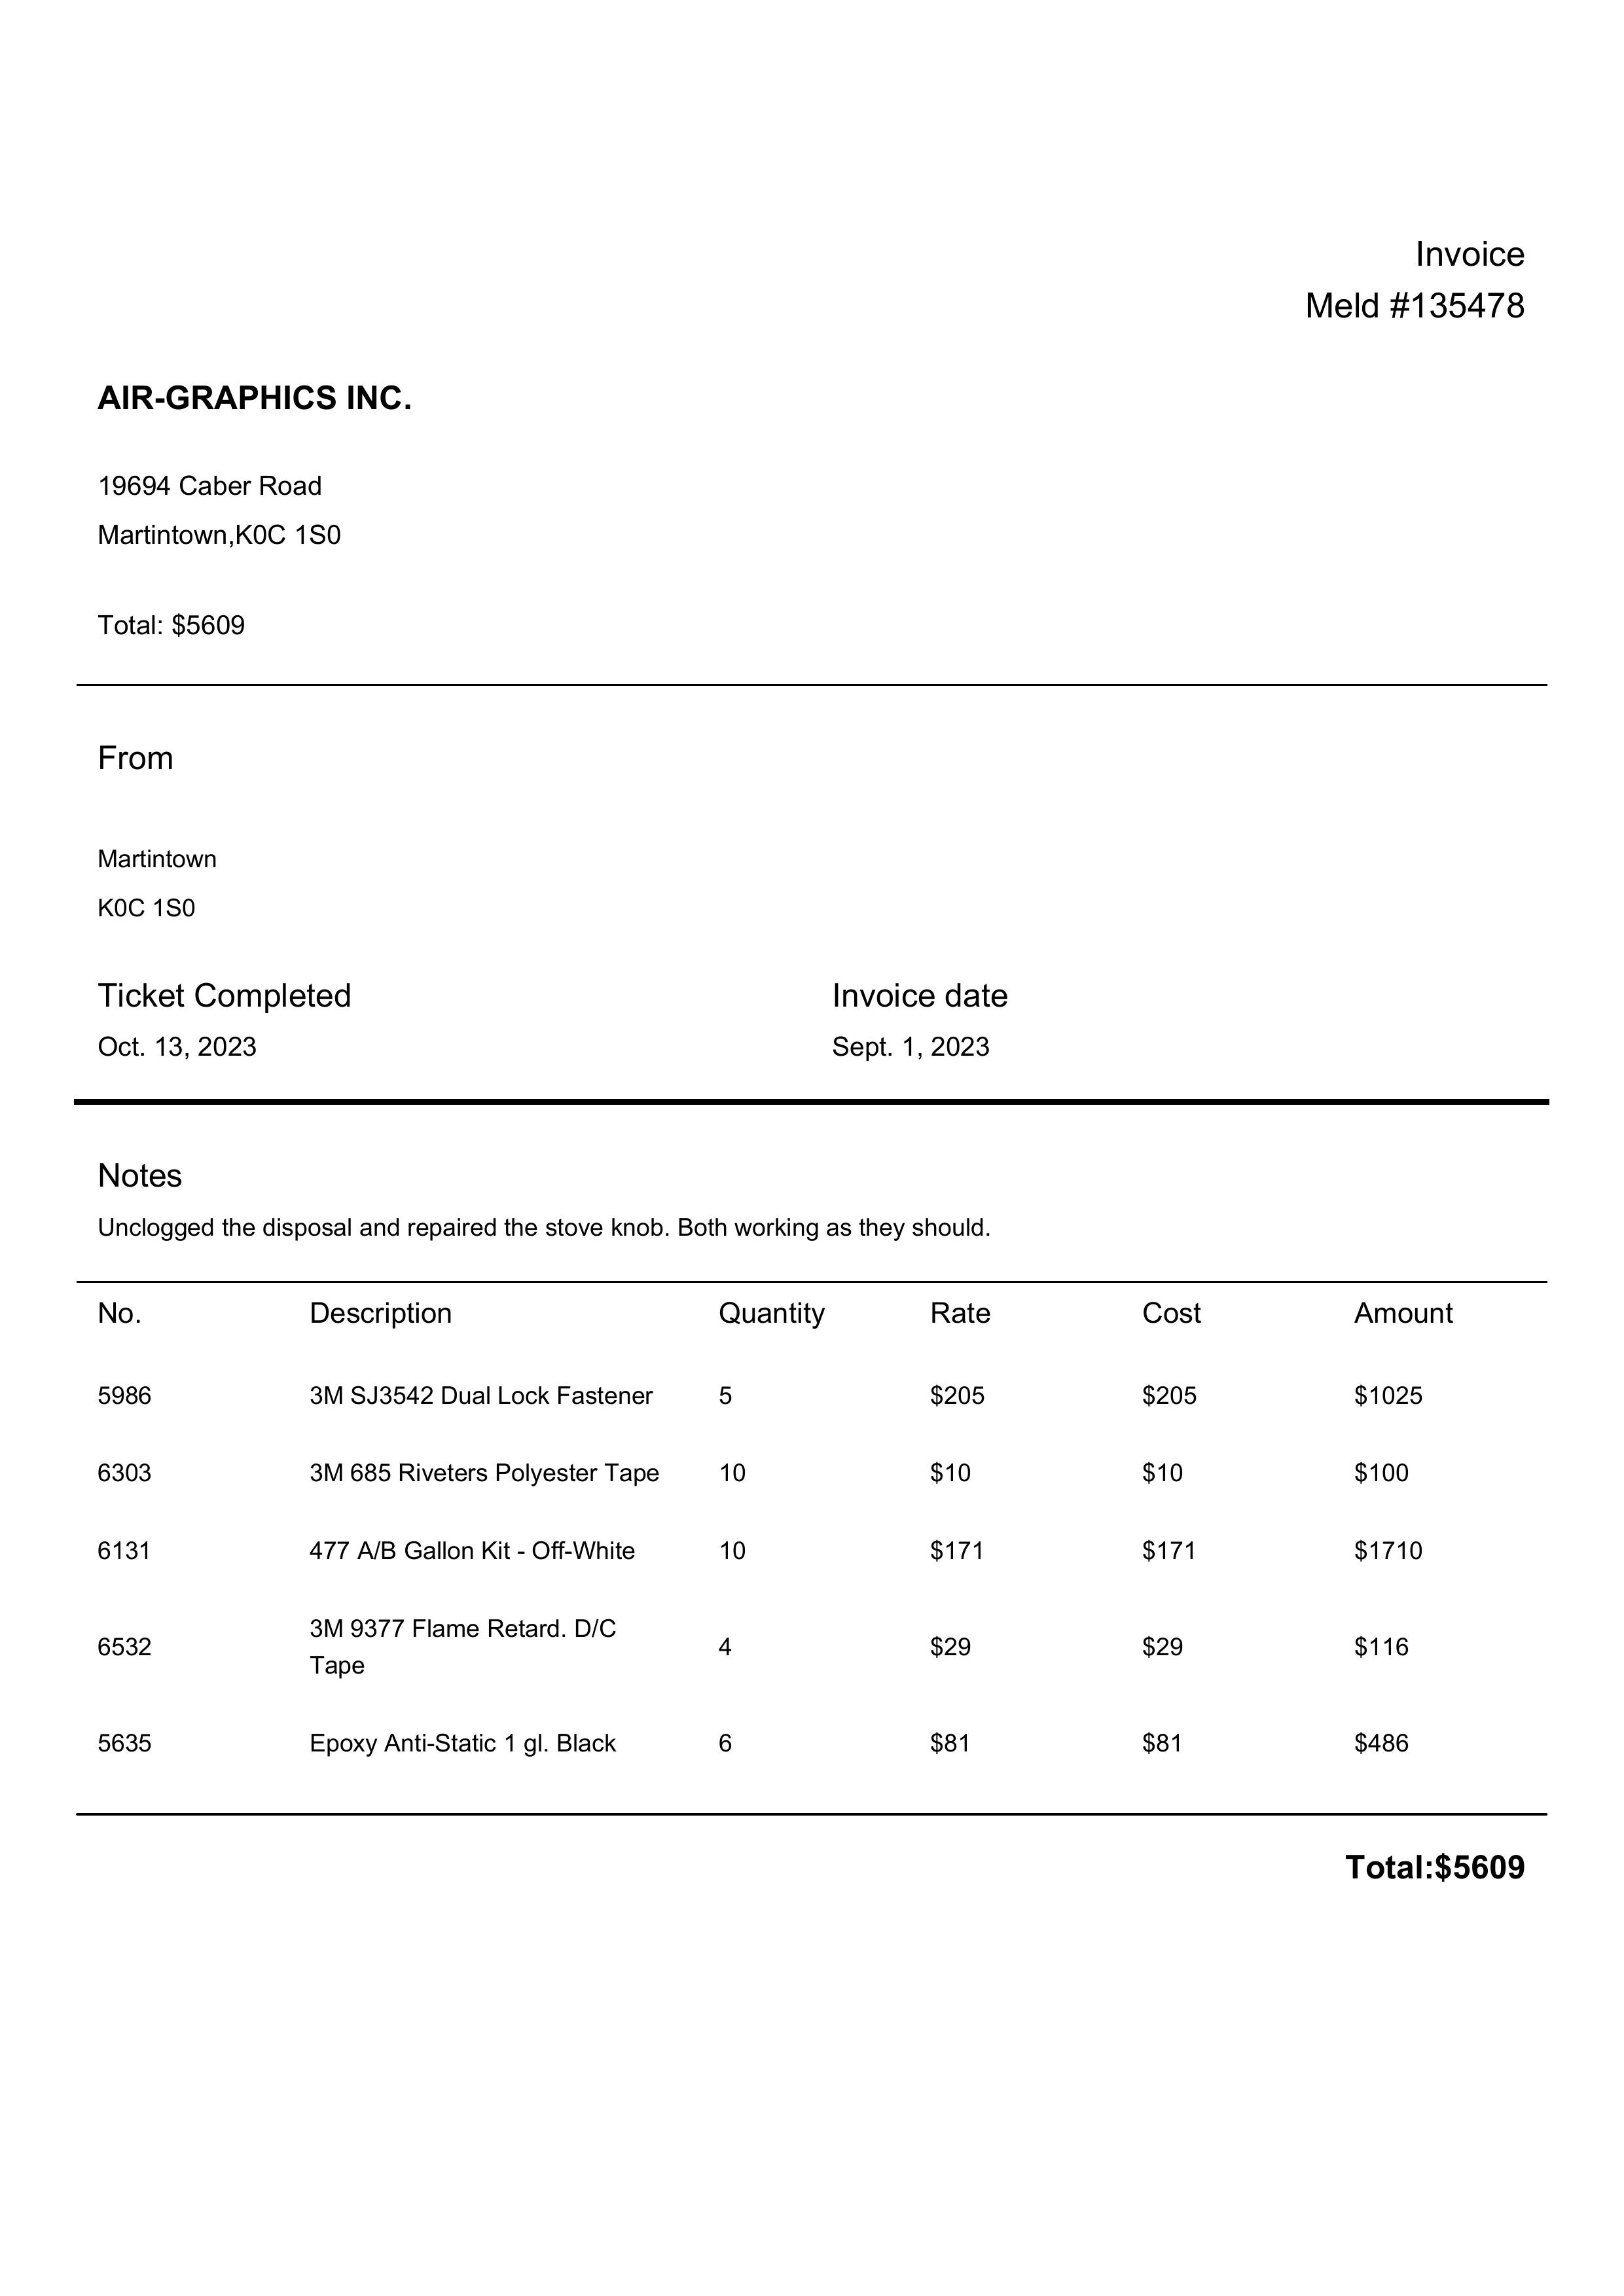 Invoice
Meld #135478
AIR-GRAPHICS INC.
19694 Caber Road
Martintown,K0C 1S0
Total: $5609
From
Martintown
K0C 1S0
Ticket Completed Invoice date
Oct. 13, 2023 Sept. 1, 2023
Notes
Unclogged the disposal and repaired the stove knob. Both working as they should.
No. Description Quantity Rate Cost Amount
5986 3M SJ3542 Dual Lock Fastener 5 $205 $205 $1025
6303 3M 685 Riveters Polyester Tape 10 $10 $10 $100
6131 477 A/B Gallon Kit - Off-White 10 $171 $171 $1710
6532 3M 9377 Flame Retard. D/C 4 $29 $29 $116
Tape
5635 Epoxy Anti-Static 1 gl. Black 6 $81 $81 $486
Total:$5609